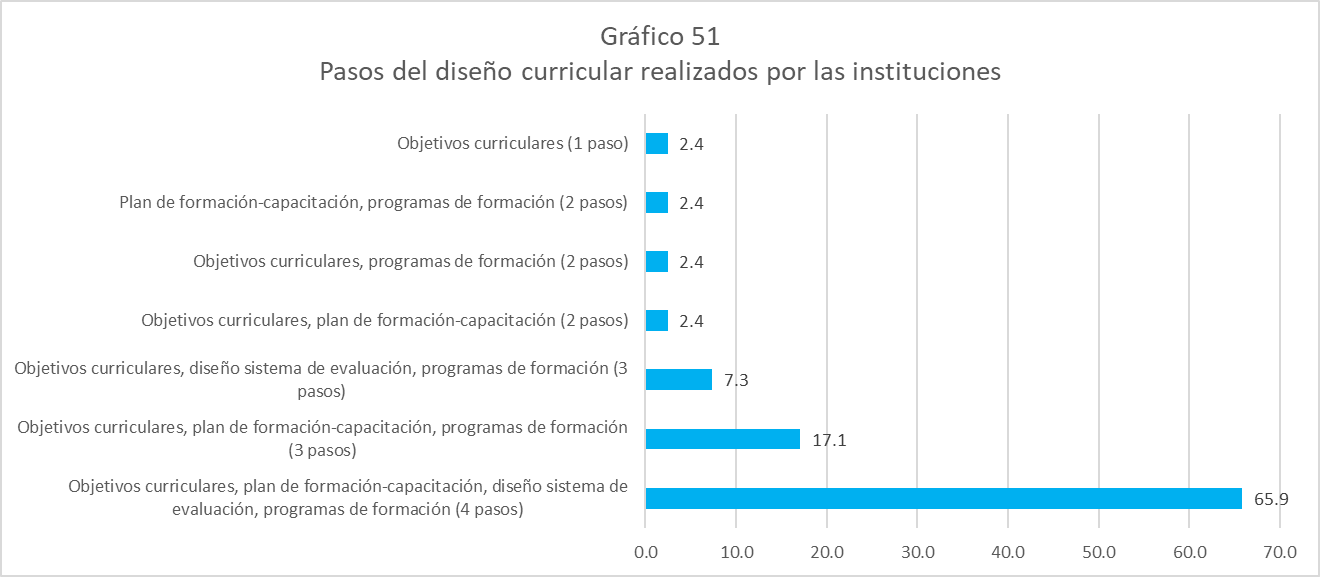 Gráfico 51
Pasos del diseño curricular realizados por las instituciones
Objetivos curriculares (1 paso)
2.4
Plan de formación-capacitación, programas de formación (2 pasos)
2.4
Objetivos curriculares, programas de formación (2 pasos)
2.4
Objetivos curriculares, plan de formación-capacitación (2 pasos)
2.4
Objetivos curriculares, diseño sistema de evaluación, programas de formación (3
pasos)
7.3
Objetivos curriculares, plan de formación-capacitación, programas de formación
(3 pasos)
17.1
Objetivos curriculares, plan de formación-capacitación, diseño sistema de
evaluación, programas de formación (4 pasos)
65.9
0.0 10.0 20.0 30.0 40.0 50.0 60.0 70.0